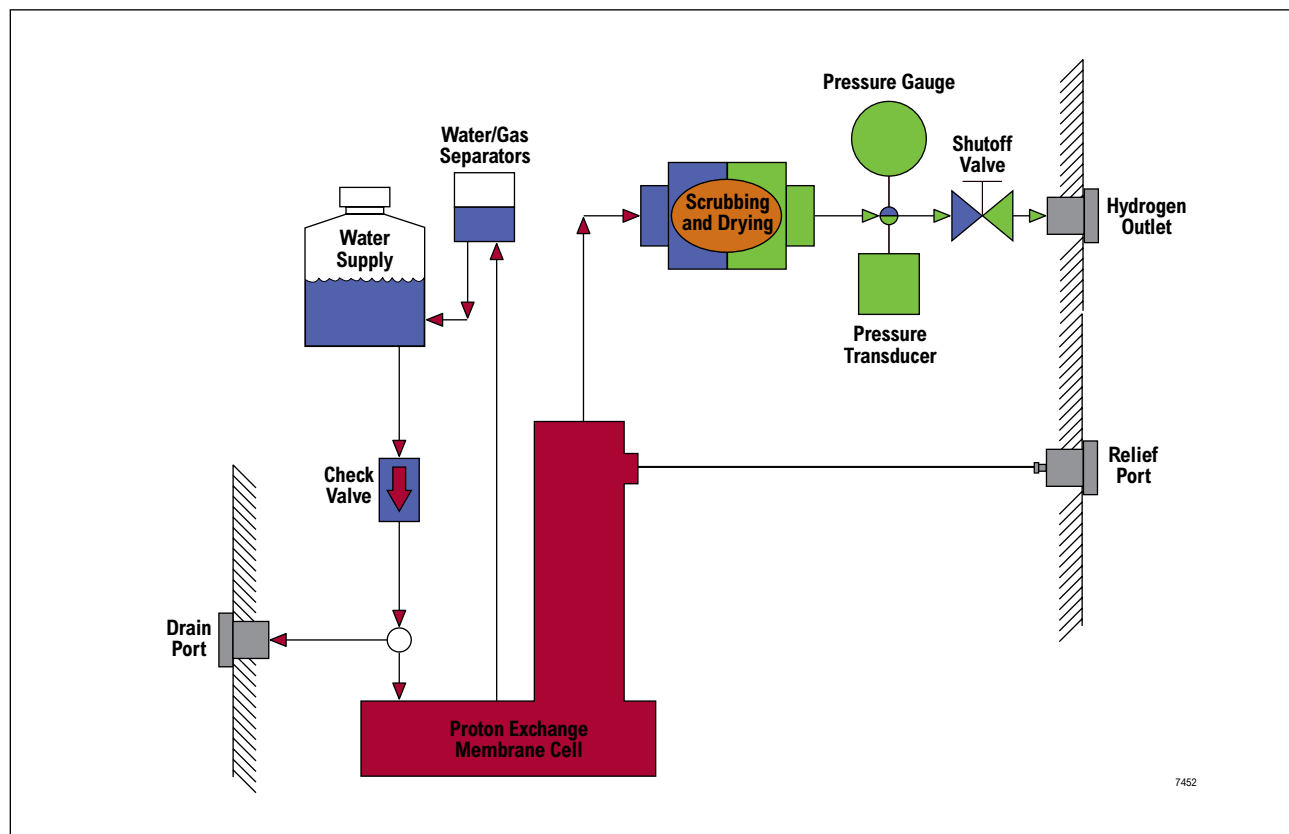 Pressure Gauge
Water/Gas
Separators
Shutoff
Valve
Water
Supply
Scrubbing
and Drying
Hydrogen
Outlet
Pressure
Transducer
Check
Valve
Relief
Port
Drain
Port
Proton Exchange
Membrane Cell
7452